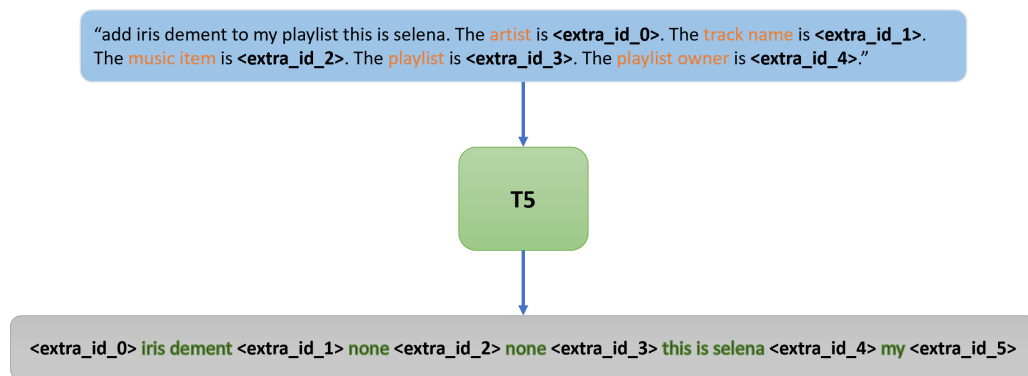 “add iris dement to my playlist this is selena. The artist is <extra_id_0>. The track name is <extra_id_1>.
The music item is <extra_id_2>. The playlist is <extra_id_3>. The playlist owner is <extra_id_4>.”
T5
<extra_id_0> iris dement <extra_id_1> none <extra_id_2> none <extra_id_3> this is selena <extra_id_4> my <extra_id_5>